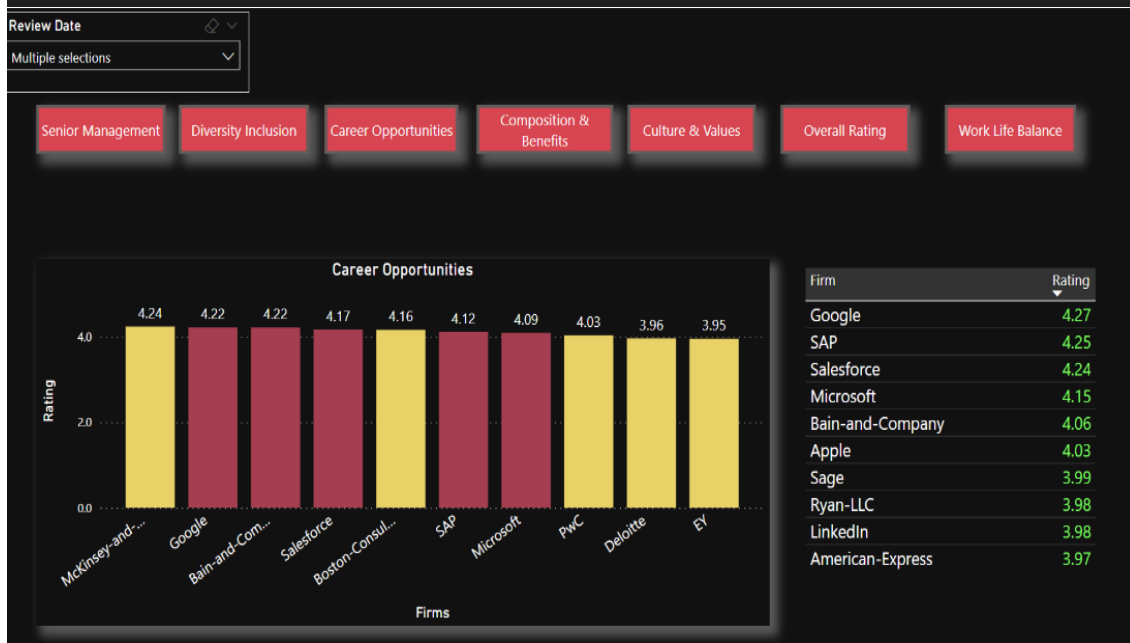 Review Date
Multiple selections
Senior Management
Diversity Inclusion
Career Opportunities
Composition &
Benefits
Culture & Values
Overall Rating
Work Life Balance
Career Opportunities
4.24
4.22
4.22
4.17
4.16
4.12
4.09
4.03
3.96
3.95
4.0
2.0
0.0
Rating
McKinsey-and-...
Google
Bain-and-Com...
Salesforce
Boston-Consul...
SAP
Microsoft
PwC
Deloitte
EY
Firms
Firm Rating
Google 4.27
SAP 4.25
Salesforce 4.24
Microsoft 4.15
Bain-and-Company 4.06
Apple 4.03
Sage 3.99
Ryan-LLC 3.98
LinkedIn 3.98
American-Express 3.97